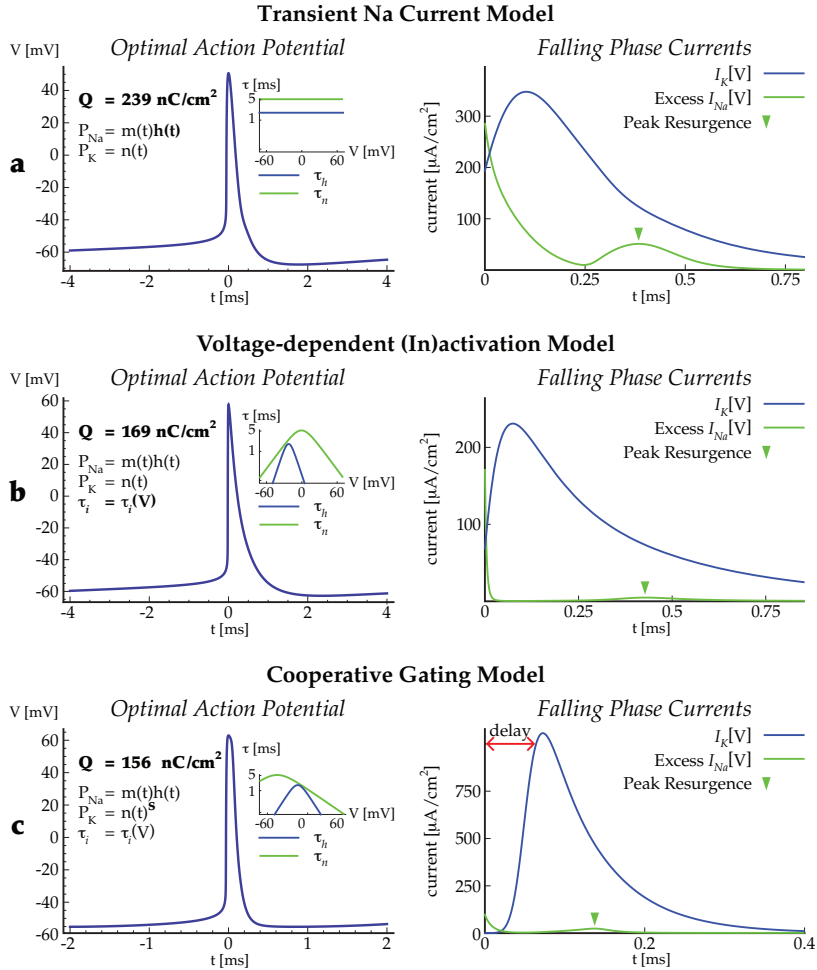 Transient Na Current Model
Optimal Action Potential
V [mV]
Q = 239 nC/cm²
P_Na = m(t)h(t)
P_K = n(t)
a
40
20
0
-20
-40
-60
-4
-2
0
2
4
t [ms]
τ [ms]
5
1
-60
0
60
V [mV]
τ_h
τ_n
Falling Phase Currents
I_K[V]
Excess I_Na[V]
Peak Resurgence
current [µA/cm²]
300
200
100
0
0.25
0.5
0.75
t [ms]
Voltage-dependent (In)activation Model
Optimal Action Potential
V [mV]
Q = 169 nC/cm²
P_Na = m(t)h(t)
P_K = n(t)
τ_i = τ_i(V)
b
60
40
20
0
-20
-40
-60
-4
-2
0
2
4
t [ms]
τ [ms]
5
1
-60
0
60
V [mV]
τ_h
τ_n
Falling Phase Currents
I_K[V]
Excess I_Na[V]
Peak Resurgence
current [µA/cm²]
200
100
0
0.25
0.5
0.75
t [ms]
Cooperative Gating Model
Optimal Action Potential
V [mV]
Q = 156 nC/cm²
P_Na = m(t)h(t)
P_K = n(t)^s
τ_i = τ_i(V)
c
60
40
20
0
-20
-40
-60
-2
-1
0
1
2
t [ms]
τ [ms]
5
1
-60
0
60
V [mV]
τ_h
τ_n
Falling Phase Currents
delay
I_K[V]
Excess I_Na[V]
Peak Resurgence
current [µA/cm²]
750
500
250
0
0
0.2
0.4
t [ms]